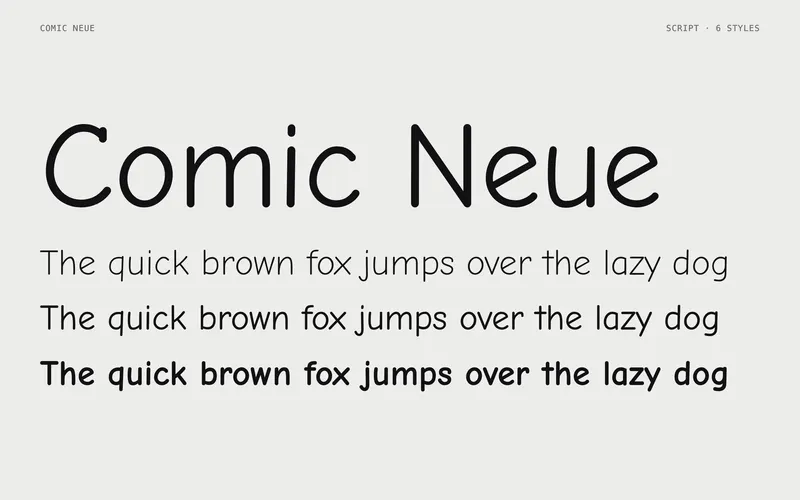 COMIC NEUE
SCRIPT · 6 STYLES
Comic Neue
The quick brown fox jumps over the lazy dog
The quick brown fox jumps over the lazy dog
The quick brown fox jumps over the lazy dog